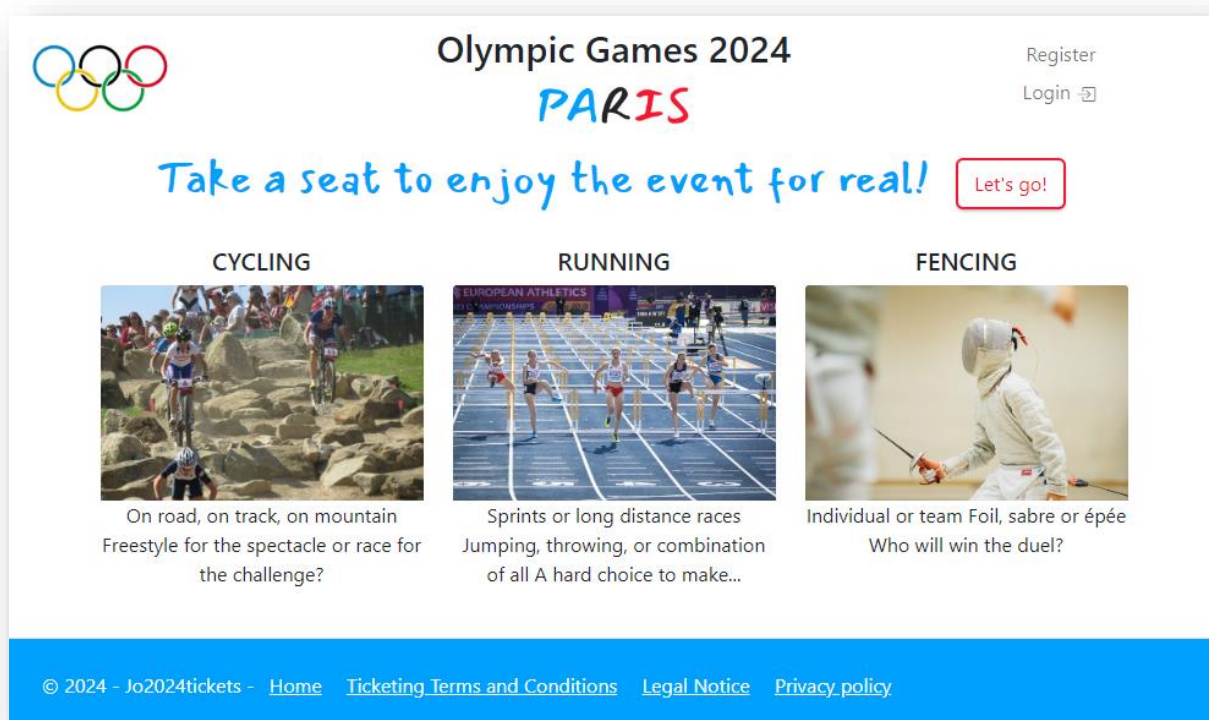 Olympic Games 2024
PARIS
Register
Login
Take a seat to enjoy the event for real!
Let's go!
CYCLING
RUNNING
FENCING
EUROPEAN ATHLETICS
CHAMPIONSHIPS
On road, on track, on mountain
Freestyle for the spectacle or race for
the challenge?
Sprints or long distance races
Jumping, throwing, or combination
of all A hard choice to make...
Individual or team Foil, sabre or épée
Who will win the duel?
© 2024 - Jo2024tickets - Home Ticketing Terms and Conditions Legal Notice Privacy policy